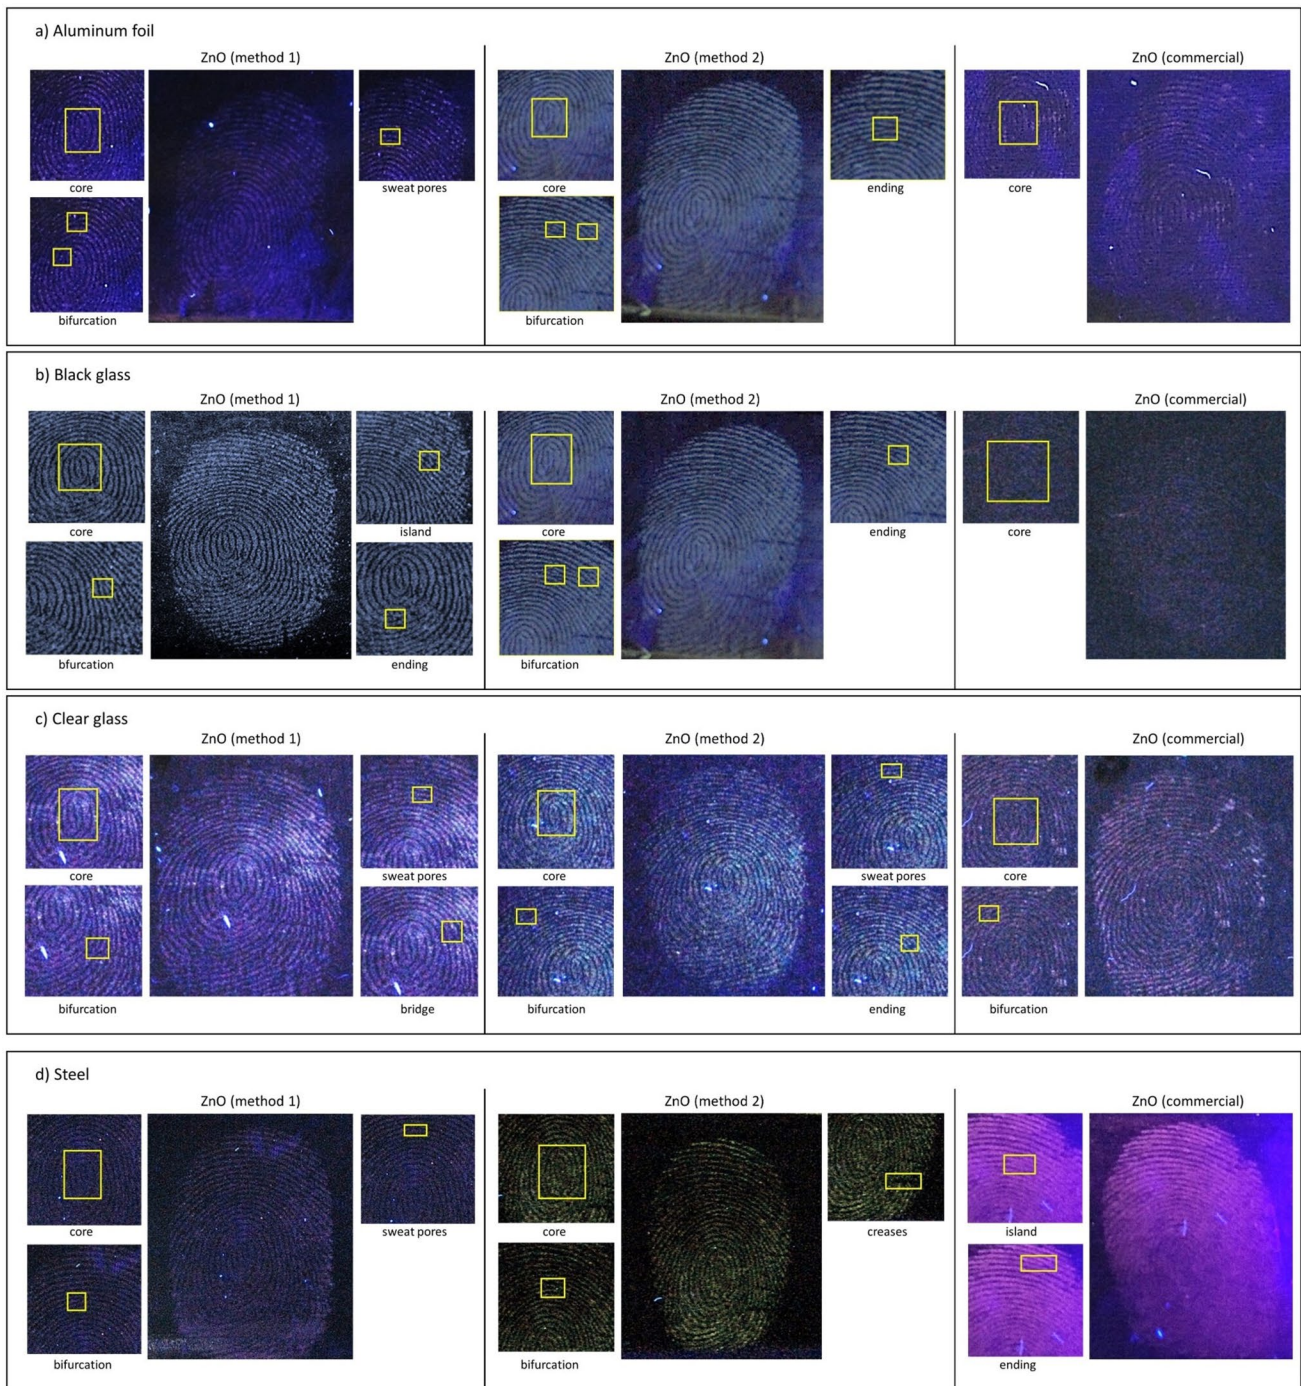 a) Aluminum foil
ZnO (method 1)
ZnO (method 2)
ZnO (commercial)
core
sweat pores
core
ending
core
bifurcation
bifurcation
b) Black glass
ZnO (method 1)
ZnO (method 2)
ZnO (commercial)
core
island
core
ending
core
bfurcation
ending
bifurcation
c) Clear glass
ZnO (method 1)
ZnO (method 2)
ZnO (commercial)
core
sweat pores
core
sweat pores
core
bifurcation
bridge
bifurcation
ending
bifurcation
d) Steel
ZnO (method 1)
ZnO (method 2)
ZnO (commercial)
core
sweat pores
core
creases
island
bifurcation
bifurcation
ending